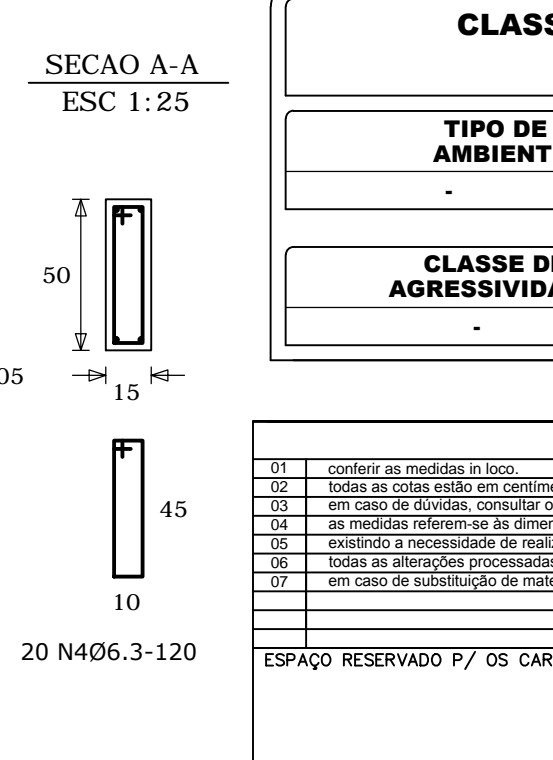 SECAO A-A
ESC 1:25
50
05
15
45
10
20 N4Ø6.3-120
CLASS
TIPO DE
AMBIENT
-
CLASSE D
AGRESSIVIDA
-
01 conferir as medidas in loco.
02 todas as cotas estão em centíme
03 em caso de dúvidas, consultar o
04 as medidas referem-se às dimen
05 existindo a necessidade de realiz
06 todas as alterações processadas
07 em caso de substituição de mate
ESPAÇO RESERVADO P/ OS CAR